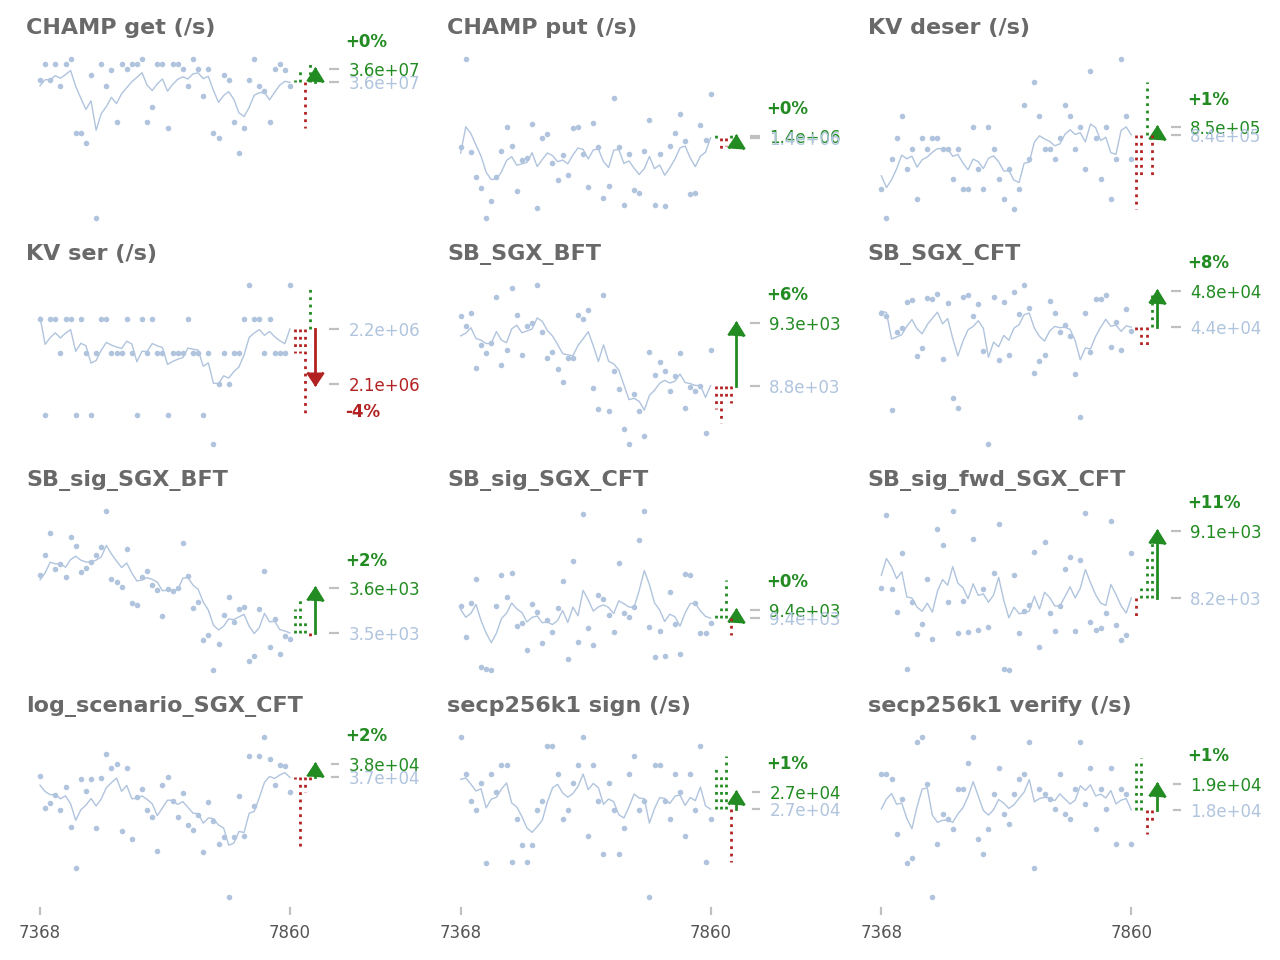 CHAMP get (/s)
+0%
3.6e+07
3.6e+07
CHAMP put (/s)
+0%
1.4e+06
1.4e+06
KV deser (/s)
+1%
8.5e+05
8.4e+05
KV ser (/s)
2.2e+06
2.1e+06
-4%
SB_SGX_BFT
+6%
9.3e+03
8.8e+03
SB_SGX_CFT
+8%
4.8e+04
4.4e+04
SB_sig_SGX_BFT
+2%
3.6e+03
3.5e+03
SB_sig_SGX_CFT
+0%
9.4e+03
9.4e+03
SB_sig_fwd_SGX_CFT
+11%
9.1e+03
8.2e+03
log_scenario_SGX_CFT
+2%
3.8e+04
3.7e+04
secp256k1 sign (/s)
+1%
2.7e+04
2.7e+04
secp256k1 verify (/s)
+1%
1.9e+04
1.8e+04
7368 7860
7368 7860
7368 7860